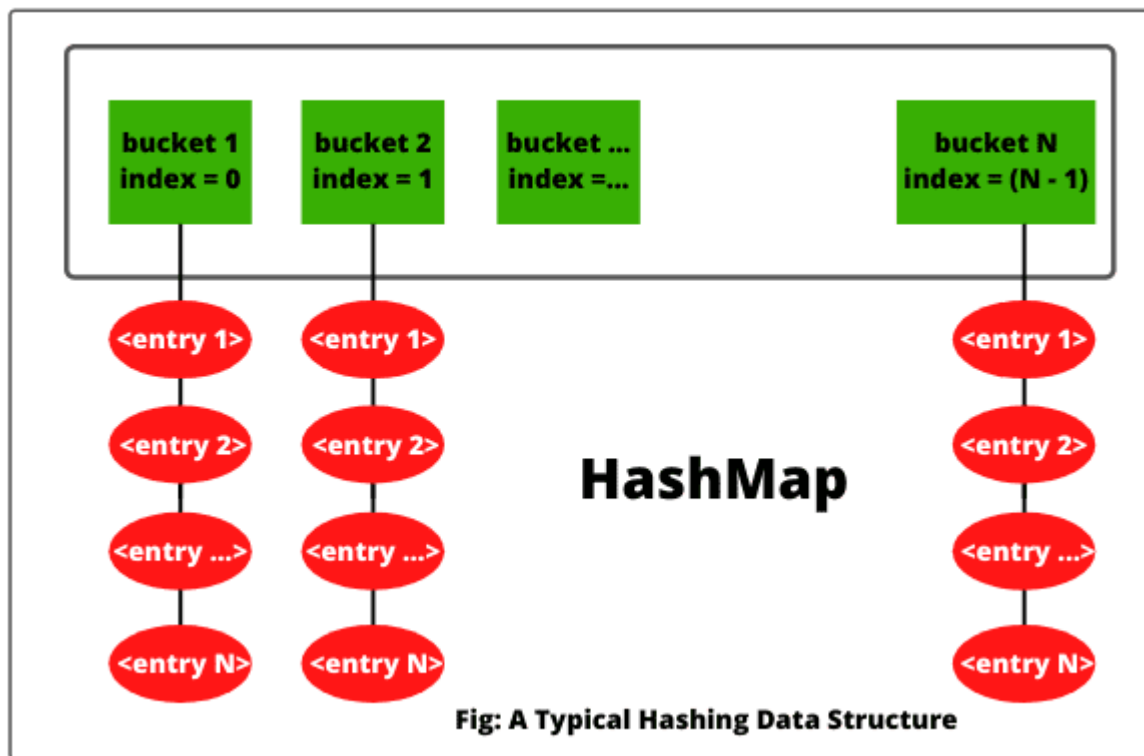 bucket 1
index = 0
bucket 2
index = 1
bucket ...
index =...
bucket N
index = (N - 1)
<entry 1>
<entry 1>
<entry 1>
<entry 2>
<entry 2>
<entry 2>
HashMap
<entry ...>
<entry ...>
<entry ...>
<entry N>
<entry N>
<entry N>
Fig: A Typical Hashing Data Structure